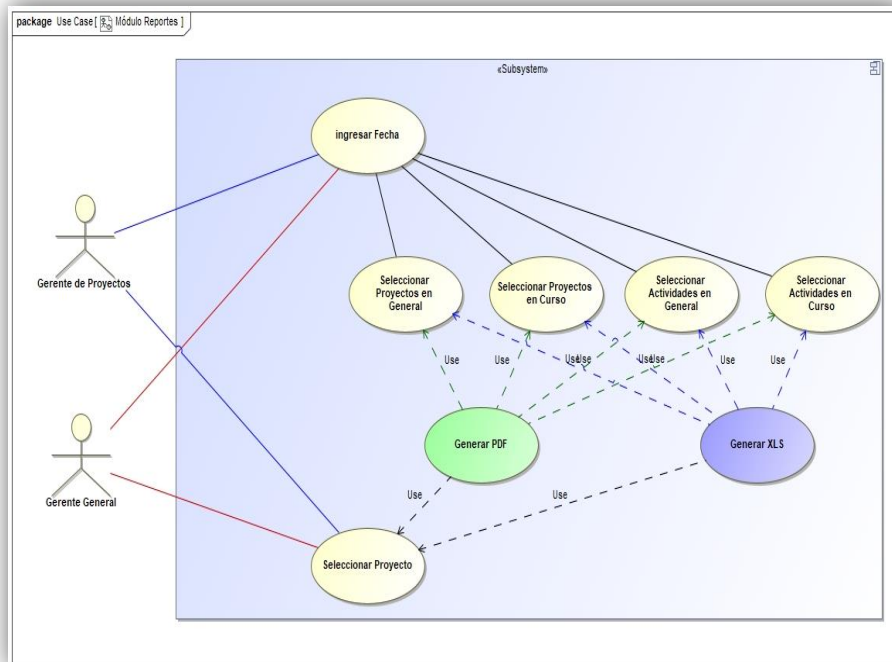 package Use Case [ Módulo Reportes ]
«Subsystem»
ingresar Fecha
Gerente de Proyectos
Seleccionar
Proyectos en
General
Seleccionar Proyectos
en Curso
Seleccionar
Actividades en
General
Seleccionar
Actividades en
Curso
Use
Use
Use
Use
Use
Use
Generar PDF
Generar XLS
Gerente General
Use
Use
Seleccionar Proyecto